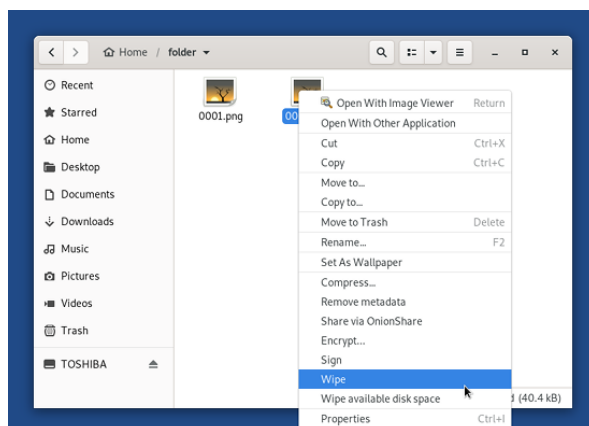 Home / folder
Recent
Starred
Home
Desktop
Documents
Downloads
Music
Pictures
Videos
Trash
TOSHIBA
0001.png
00
Open With Image Viewer Return
Open With Other Application
Cut Ctrl+X
Copy Ctrl+C
Move to...
Copy to...
Move to Trash Delete
Rename... F2
Set As Wallpaper
Compress...
Remove metadata
Share via OnionShare
Encrypt...
Sign
Wipe
Wipe available disk space
Properties Ctrl+I
(40.4 kB)